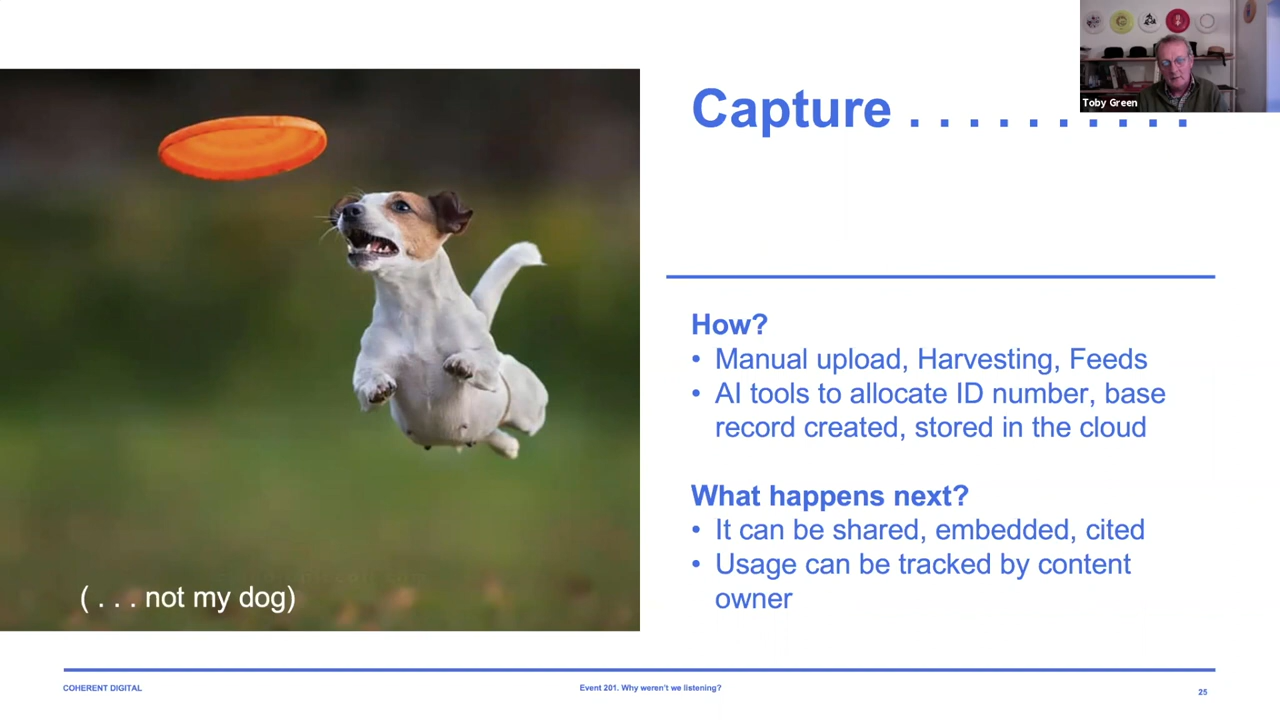 Toby Green
Capture . . . . . . . . . .
How?
• Manual upload, Harvesting, Feeds
• AI tools to allocate ID number, base
record created, stored in the cloud
What happens next?
• It can be shared, embedded, cited
• Usage can be tracked by content
owner
( . . . not my dog)
COHERENT DIGITAL
Event 201. Why weren't we listening?
25